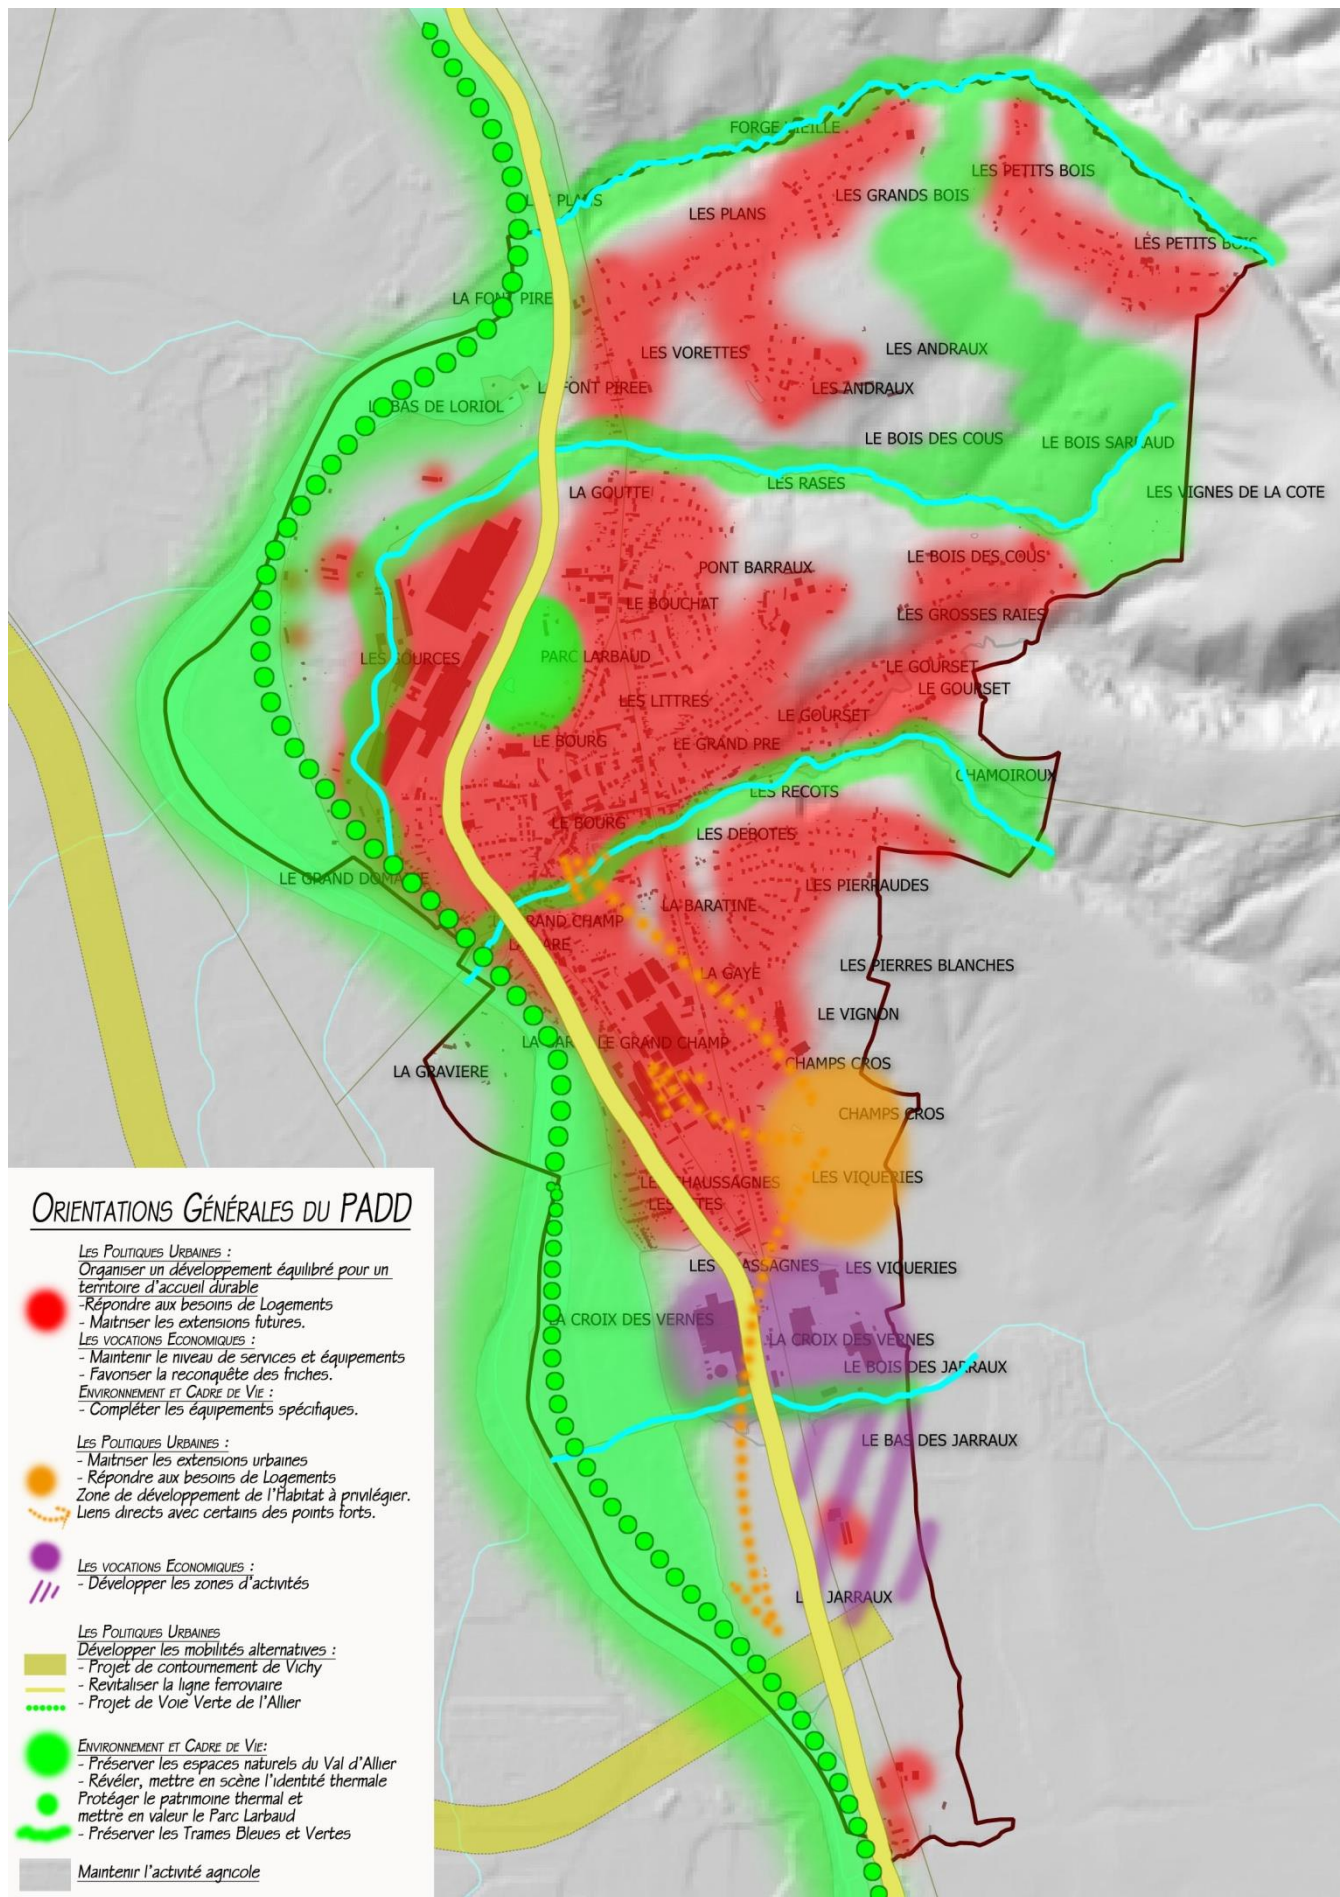 FORGE VIEILLE
LES PETITS BOIS
LES GRANDS BOIS
LES PLANS
LES PLANS
LES PETITS BOIS
LA FONT PIREE
LES VORETTES
LES ANDRAUX
LA FONT PIREE
LES ANDRAUX
LE BAS DE LORIOL
LE BOIS DES COUS
LE BOIS SARRAUD
LES RASES
LA GOUTTE
LES VIGNES DE LA COTE
LE BOIS DES COUS
PONT BARRAUX
LE BOUCHAT
LES GROSSES RAIES
PARC LARBAUD
LES SOURCES
LE GOURSET
LE GOURSET
LES LITTRES
LE GOURSET
LE BOURG
LE GRAND PRE
CHAMOIROUX
LES RECOTS
LE BOURG
LES DEBOTES
LE GRAND DOMAINE
LES PIERRAUDES
LA BARATINE
LE GRAND CHAMP
LA GARE
LES PIERRES BLANCHES
LA GAYE
LE VIGNON
LA GARE
LE GRAND CHAMP
CHAMPS CROS
LA GRAVIERE
CHAMPS CROS
LES VIQUERIES
LES CHAUSSAGNES
LES
LES
LES VIQUERIES
LA CROIX DES VERNES
LA CROIX DES VERNES
LE BOIS DES JARRAUX
LE BAS DES JARRAUX
JARRAUX
ORIENTATIONS GÉNÉRALES DU PADD
LES POLITIQUES URBAINES :
Organiser un développement équilibré pour un
territoire d'accueil durable
-Répondre aux besoins de Logements
- Maitriser les extensions futures.
LES VOCATIONS ECONOMIQUES :
- Maintenir le niveau de services et équipements
- Favoriser la reconquête des friches.
ENVIRONNEMENT ET CADRE DE VIE :
- Compléter les équipements spécifiques.
LES POLITIQUES URBAINES :
- Maitriser les extensions urbaines
- Répondre aux besoins de Logements
Zone de développement de l'Habitat à privilégier.
Liens directs avec certains des points forts.
LES VOCATIONS ECONOMIQUES :
- Développer les zones d'activités
LES POLITIQUES URBAINES
Développer les mobilités alternatives :
- Projet de contournement de Vichy
- Revitaliser la ligne ferroviaire
- Projet de Voie Verte de l'Allier
ENVIRONNEMENT ET CADRE DE VIE:
- Préserver les espaces naturels du Val d'Allier
- Révéler, mettre en scène l'identité thermale
Protéger le patrimoine thermal et
mettre en valeur le Parc Larbaud
- Préserver les Trames Bleues et Vertes
Maintenir l'activité agricole